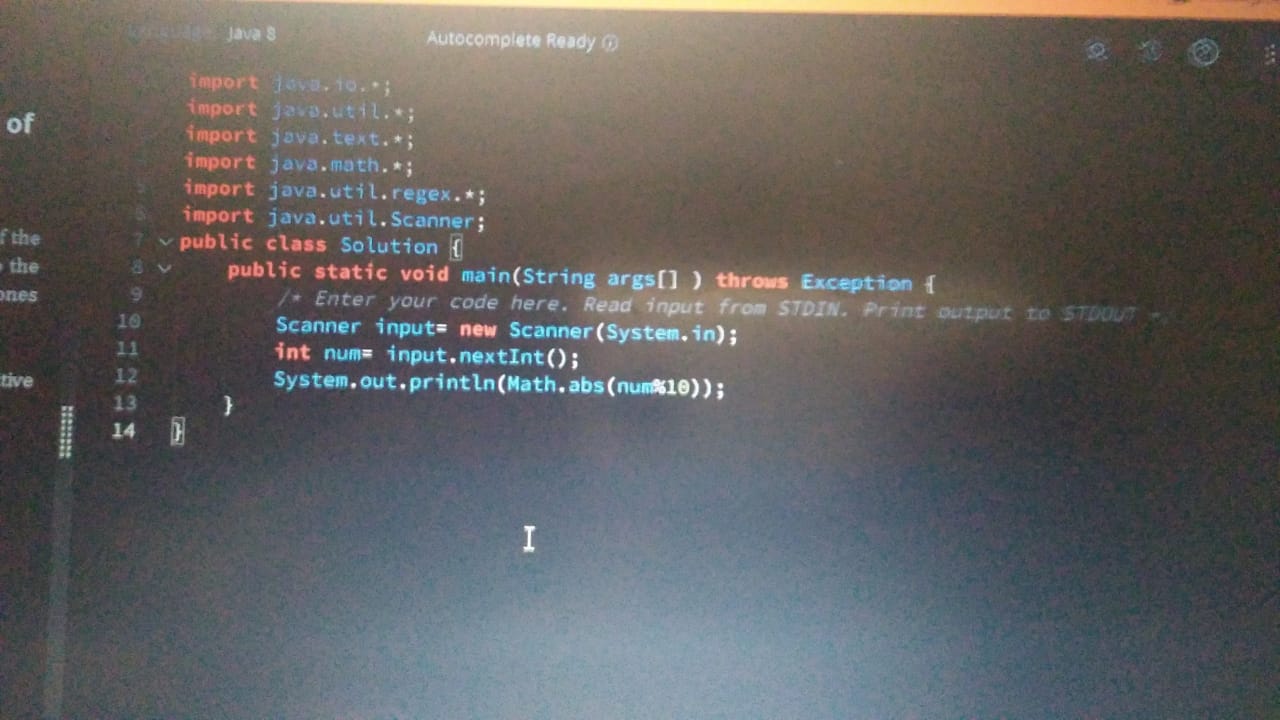 Language Java 8
Autocomplete Ready
of
import java.io.*;
import java.util.*;
import java.text.*;
import java.math.*;
5 import java.util.regex.*;
6 import java.util.Scanner;
7 public class Solution {
8 public static void main(String args[] ) throws Exception {
9 /* Enter your code here. Read input from STDIN. Print output to STDOUT *
10 Scanner input= new Scanner(System.in);
11 int num= input.nextInt();
12 System.out.println(Math.abs(num%10));
13 }
14 }
f the
the
ones
tive